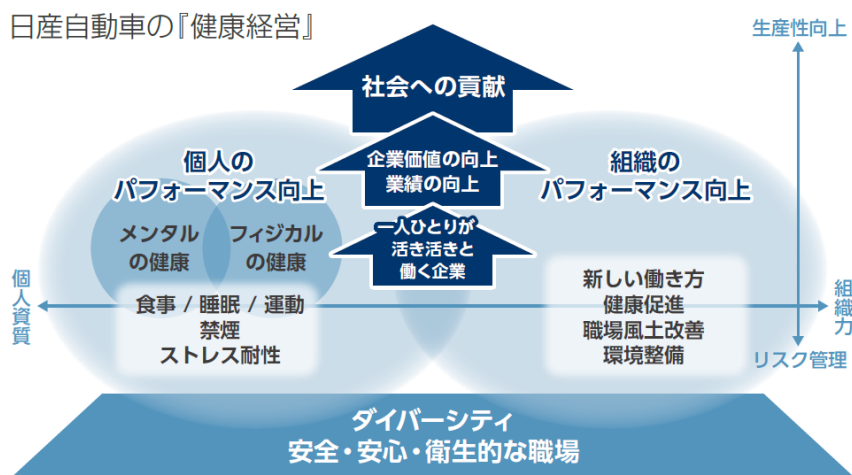 日産自動車の『健康経営』
生産性向上
社会への貢献
企業価値の向上
業績の向上
一人ひとりが
活き活きと
働く企業
個人の
パフォーマンス向上
メンタル
の健康
フィジカル
の健康
食事 / 睡眠 / 運動
禁煙
ストレス耐性
組織の
パフォーマンス向上
新しい働き方
健康促進
職場風土改善
環境整備
個人資質
組織力
リスク管理
ダイバーシティ
安全・安心・衛生的な職場